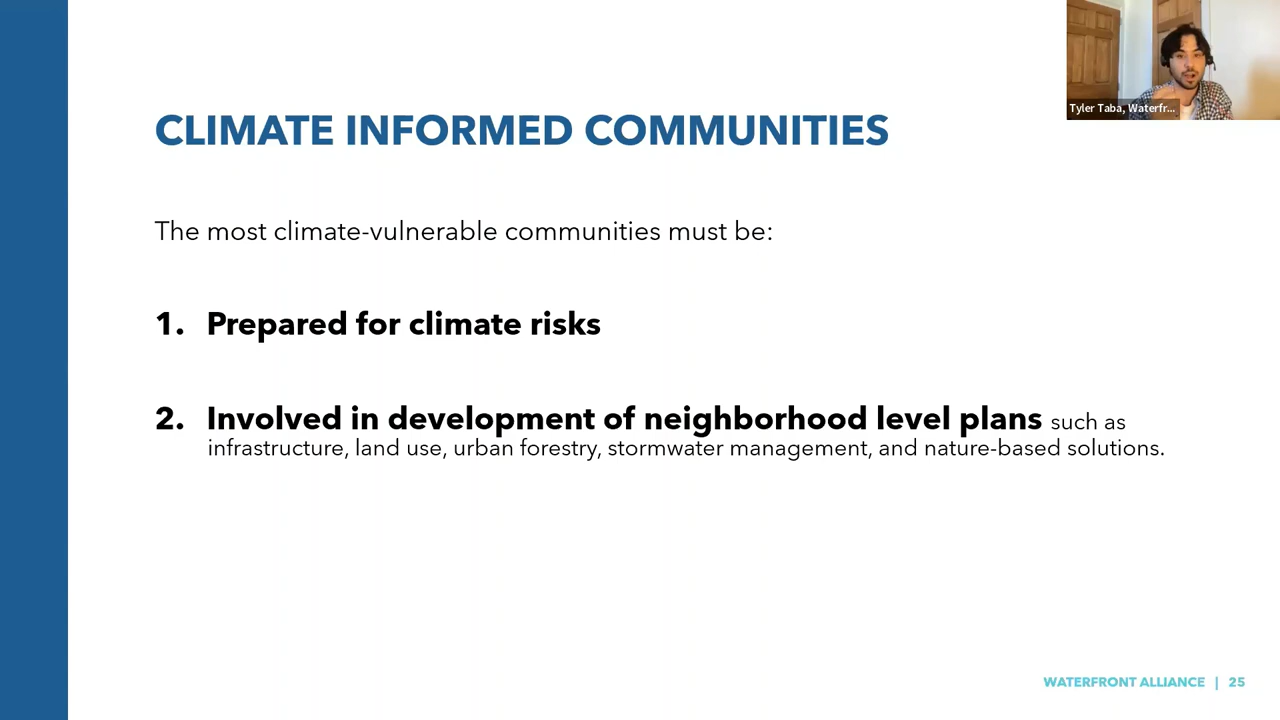 Tyler Taba, Waterfr...
CLIMATE INFORMED COMMUNITIES
The most climate-vulnerable communities must be:
1. Prepared for climate risks
2. Involved in development of neighborhood level plans such as
infrastructure, land use, urban forestry, stormwater management, and nature-based solutions.
WATERFRONT ALLIANCE | 25